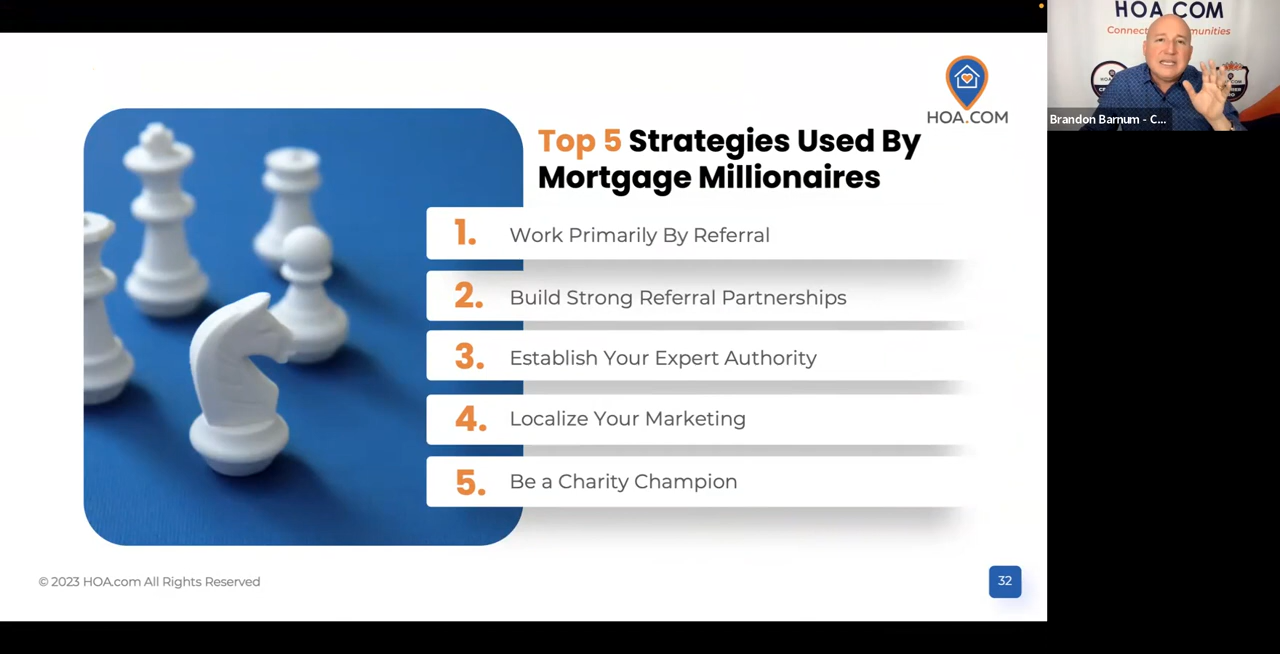 HOA.COM
Top 5 Strategies Used By
Mortgage Millionaires
1. Work Primarily By Referral
2. Build Strong Referral Partnerships
3. Establish Your Expert Authority
4. Localize Your Marketing
5. Be a Charity Champion
© 2023 HOA.com All Rights Reserved
32
HOA.COM
Brandon Barnum - C...